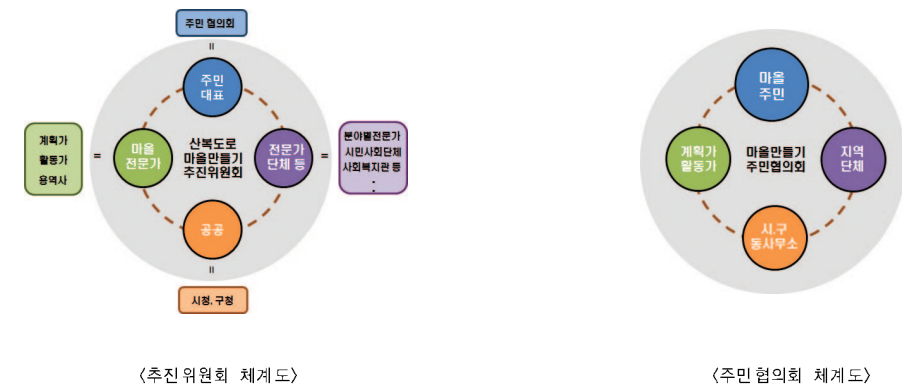 주민 협의회
=
주민
대표
계획가
활동가
용역사
=
마을
전문가
산복도로
마을만들기
추진위원회
전문가
단체 등
=
분야별전문가
시민사회단체
사회복지관 등
:
공공
=
시청, 구청
<추진위원회 체계도>
마을
주민
계획가
활동가
마을만들기
주민협의회
지역
단체
시.구
동사무소
<주민협의회 체계도>